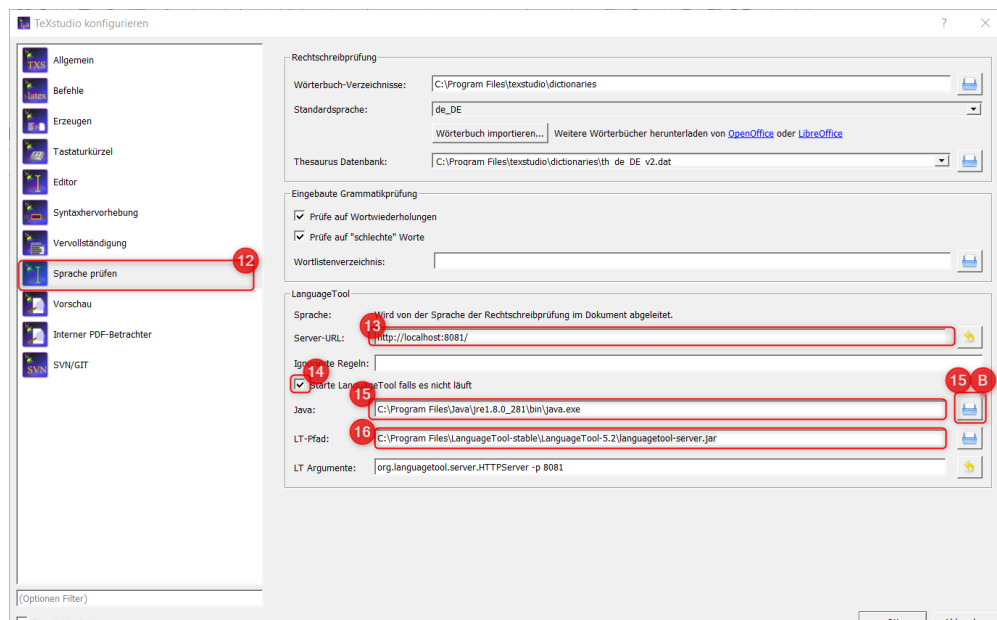 TeXstudio konfigurieren
?
TXS Allgemein
latex Befehle
Erzeugen
Tastaturkürzel
Editor
Syntaxhervorhebung
Vervollständigung
12
Sprache prüfen
Vorschau
Interner PDF-Betrachter
SVN SVN/GIT
(Optionen Filter)
Rechtschreibprüfung
Wörterbuch-Verzeichnisse: C:\Program Files\texstudio\dictionaries
Standardsprache: de_DE
Wörterbuch importieren... Weitere Wörterbücher herunterladen von OpenOffice oder LibreOffice
Thesaurus Datenbank: C:\Program Files\texstudio\dictionaries\th_de_DE_v2.dat
Eingebaute Grammatikprüfung
Prüfe auf Wortwiederholungen
Prüfe auf "schlechte" Worte
Wortlistenverzeichnis:
LanguageTool
Sprache: Wird von der Sprache der Rechtschreibprüfung im Dokument abgeleitet.
13
Server-URL: http://localhost:8081/
Ignorierte Regeln:
14
Starte LanguageTool falls es nicht läuft
15 15 B
Java: C:\Program Files\Java\jre1.8.0_281\bin\java.exe
16
LT-Pfad: C:\Program Files\LanguageTool-stable\LanguageTool-5.2\languagetool-server.jar
LT Argumente: org.languagetool.server.HTTPServer -p 8081